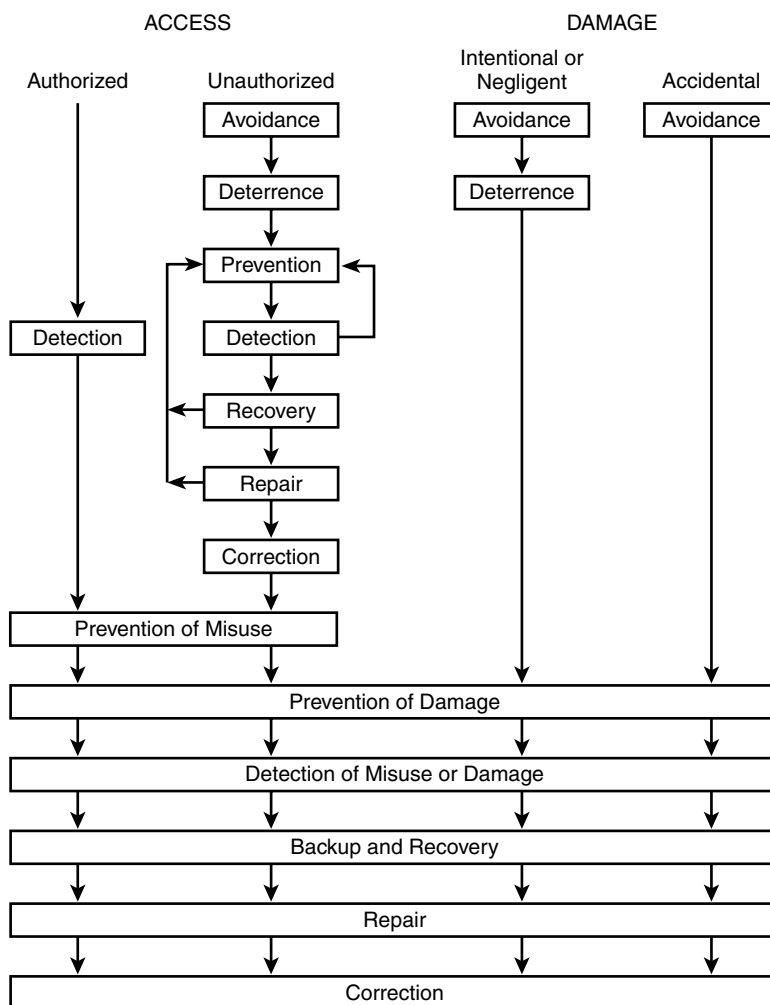 ACCESS
DAMAGE
Authorized
Unauthorized
Intentional or
Negligent
Accidental
Avoidance
Avoidance
Avoidance
Deterrence
Deterrence
Prevention
Detection
Detection
Recovery
Repair
Correction
Prevention of Misuse
Prevention of Damage
Detection of Misuse or Damage
Backup and Recovery
Repair
Correction